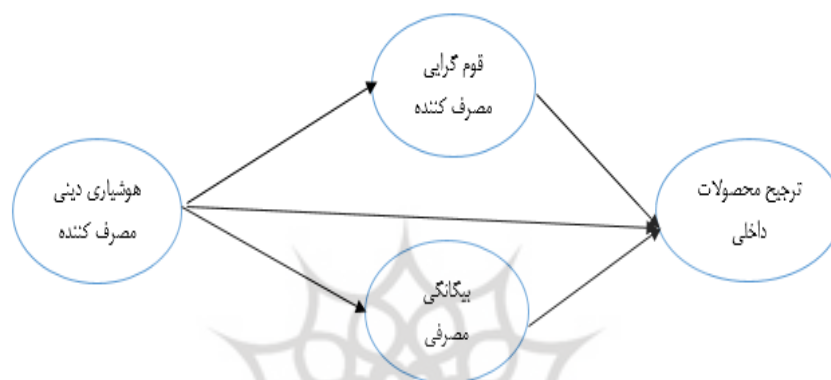 قوم گرایی
مصرف کننده
هوشیاری دینی
مصرف کننده
ترجیح محصولات
داخلی
بیگانگی
مصرفی